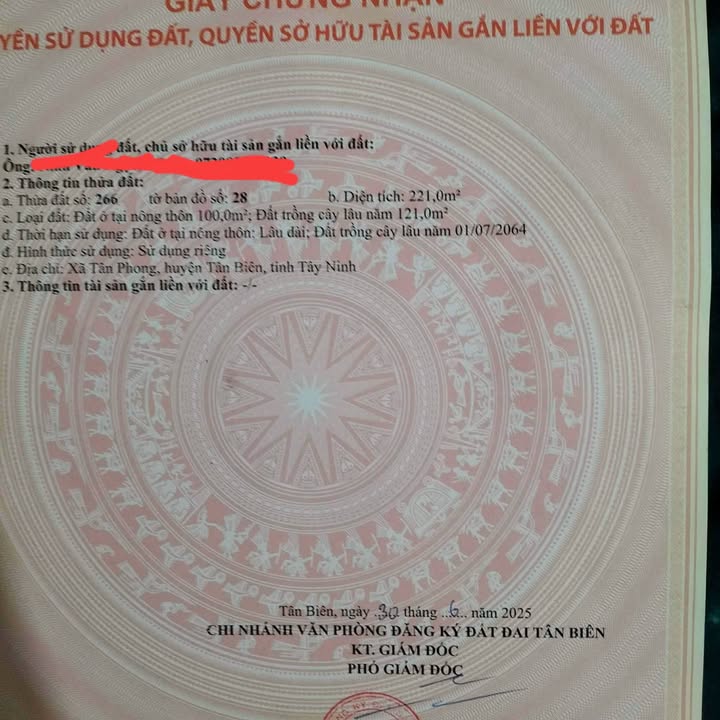 GIẤY CHỨNG NHẬN
YỀN SỬ DỤNG ĐẤT, QUYỀN SỞ HỮU TÀI SẢN GẮN LIỀN VỚI ĐẤT
1. Người sử dụng đất, chủ sở hữu tài sản gắn liền với đất:
Ông:
2. Thông tin thửa đất:
a. Thửa đất số: 266 tờ bản đồ số: 28 b. Diện tích: 221,0m²
c. Loại đất: Đất ở tại nông thôn 100,0m²; Đất trồng cây lâu năm 121,0m²
d. Thời hạn sử dụng: Đất ở tại nông thôn: Lâu dài; Đất trồng cây lâu năm 01/07/2064
đ. Hình thức sử dụng: Sử dụng riêng
e. Địa chỉ: Xã Tân Phong, huyện Tân Biên, tỉnh Tây Ninh
3. Thông tin tài sản gắn liền với đất: -/-
Tân Biên, ngày 30 tháng 6 năm 2025
CHI NHÁNH VĂN PHÒNG ĐĂNG KÝ ĐẤT ĐAI TÂN BIÊN
KT. GIÁM ĐỐC
PHÓ GIÁM ĐỐC